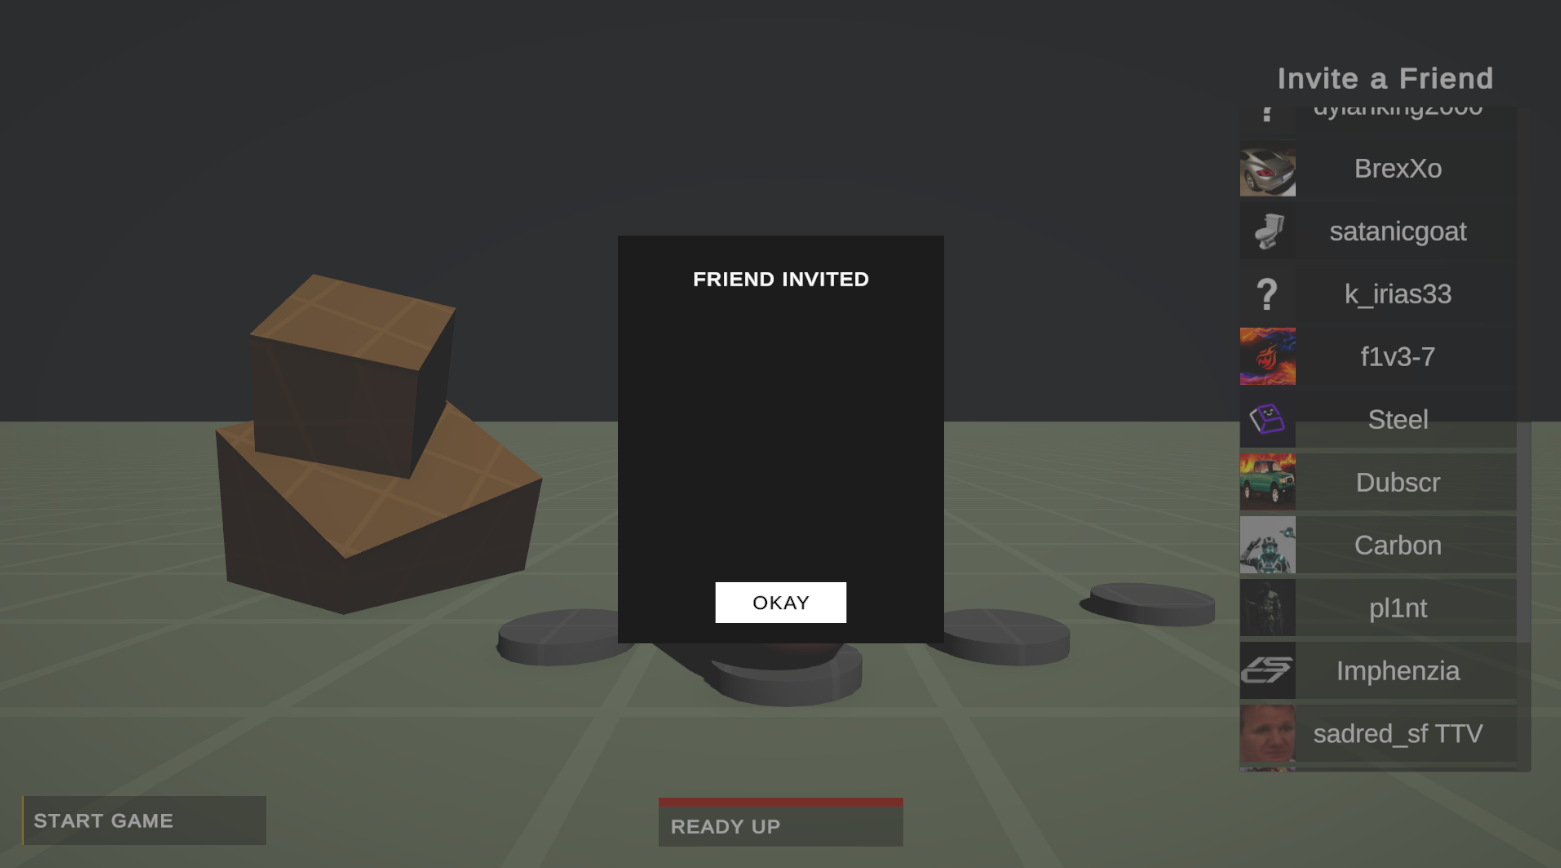 Invite a Friend
dylanking2000
BrexXo
satanicgoat
k_irias33
f1v3-7
Steel
Dubscr
Carbon
pl1nt
Imphenzia
sadred_sf TTV
FRIEND INVITED
OKAY
START GAME
READY UP